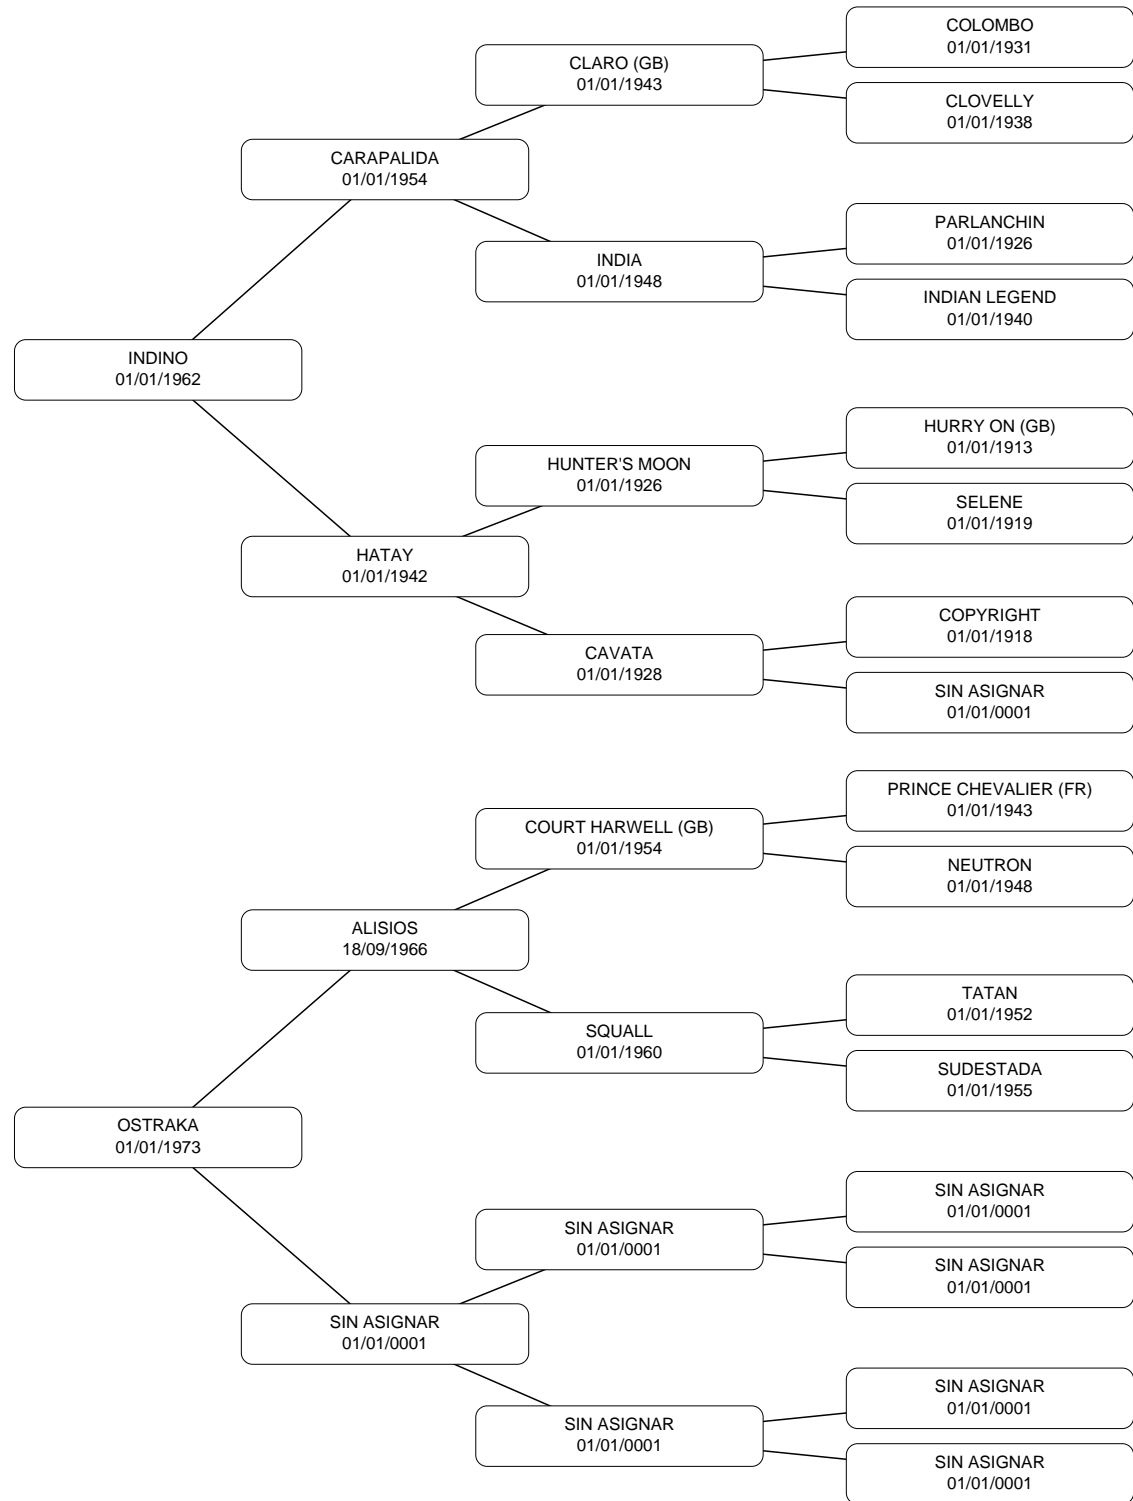 COLOMBO
01/01/1931
CLARO (GB)
01/01/1943
CLOVELLY
01/01/1938
CARAPALIDA
01/01/1954
PARLANCHIN
01/01/1926
INDIA
01/01/1948
INDIAN LEGEND
01/01/1940
INDINO
01/01/1962
HURRY ON (GB)
01/01/1913
HUNTER'S MOON
01/01/1926
SELENE
01/01/1919
HATAY
01/01/1942
COPYRIGHT
01/01/1918
CAVATA
01/01/1928
SIN ASIGNAR
01/01/0001
PRINCE CHEVALIER (FR)
01/01/1943
COURT HARWELL (GB)
01/01/1954
NEUTRON
01/01/1948
ALISIOS
18/09/1966
TATAN
01/01/1952
SQUALL
01/01/1960
SUDESTADA
01/01/1955
OSTRAKA
01/01/1973
SIN ASIGNAR
01/01/0001
SIN ASIGNAR
01/01/0001
SIN ASIGNAR
01/01/0001
SIN ASIGNAR
01/01/0001
SIN ASIGNAR
01/01/0001
SIN ASIGNAR
01/01/0001
SIN ASIGNAR
01/01/0001